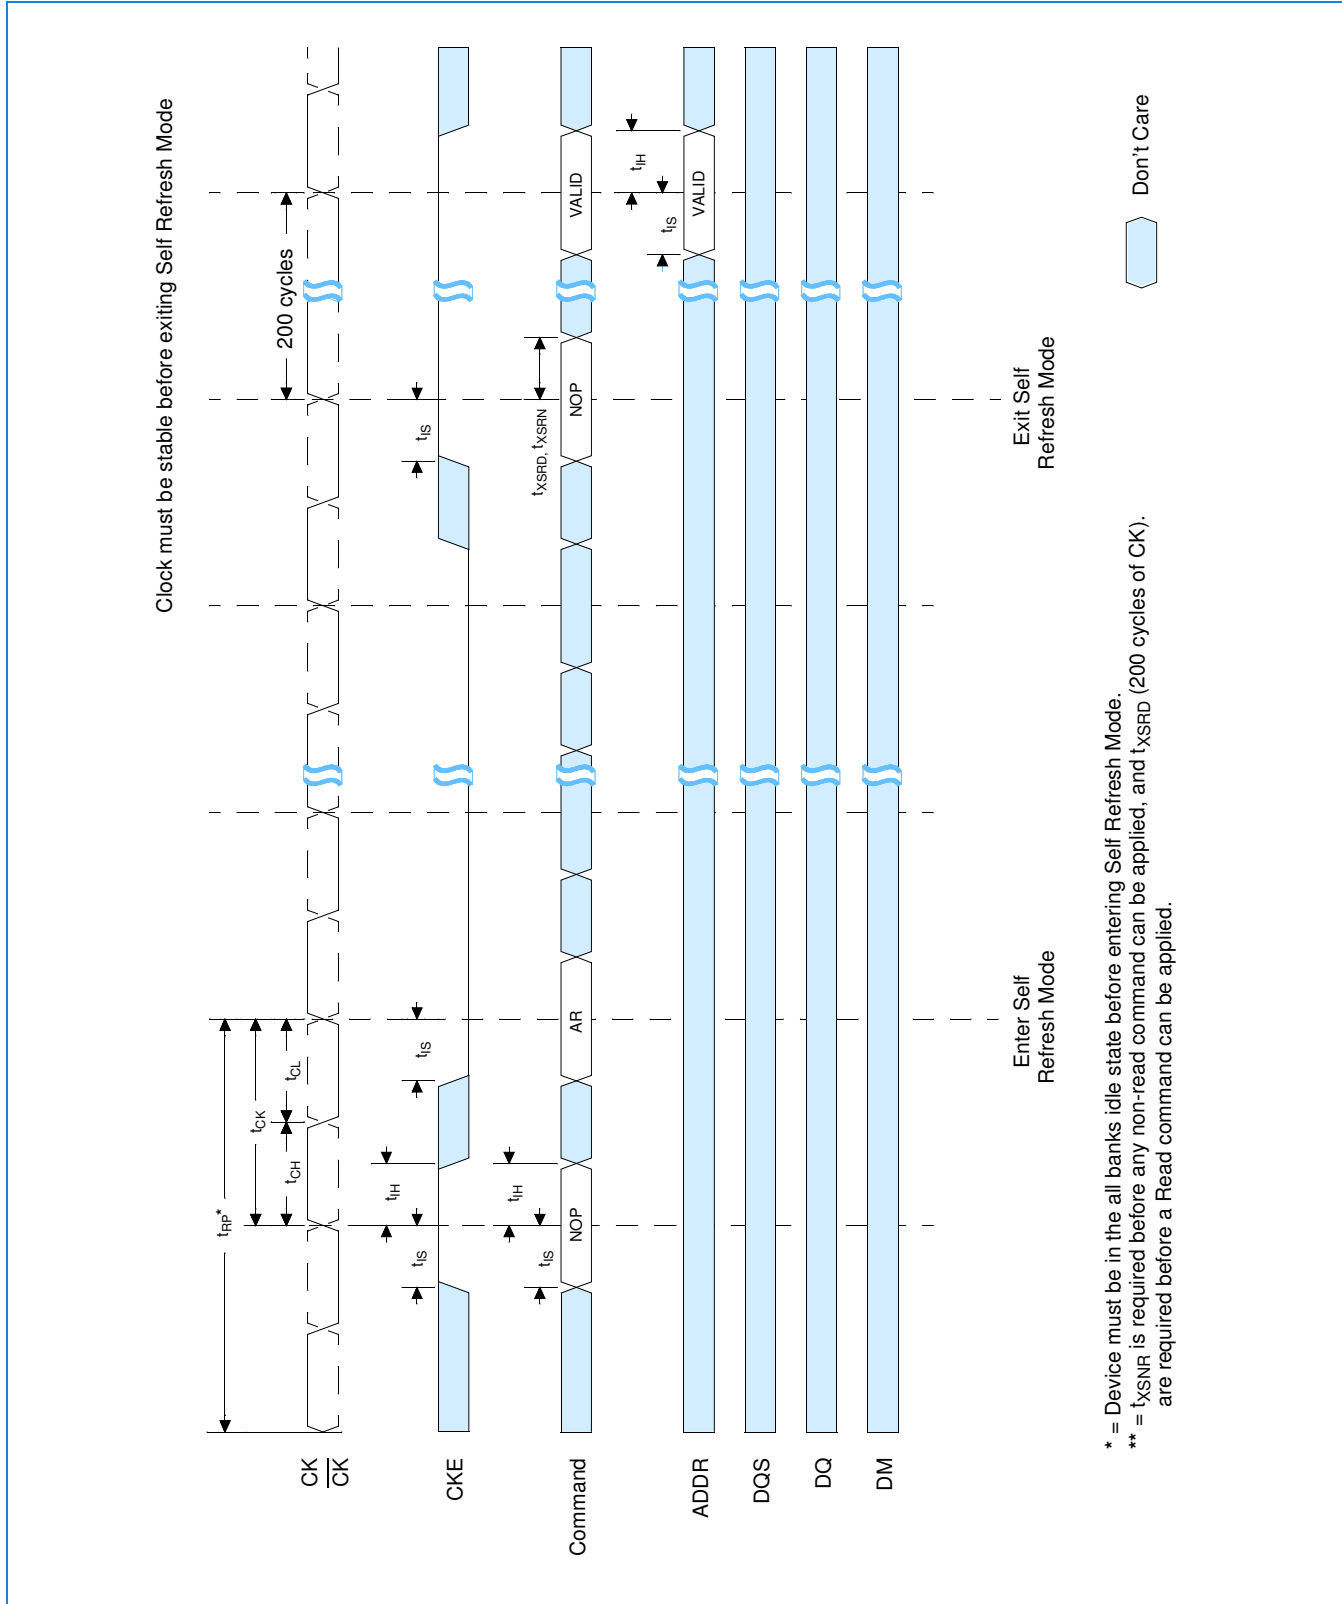 Clock must be stable before exiting Self Refresh Mode
tRP*
tCK
tCH
tCL
200 cycles
CK
CK
tIS
tIH
tIS
tIS
CKE
tIS
tIH
tXSRD, tXSRN
Command
NOP
AR
NOP
VALID
tIS
tIH
ADDR
VALID
DQS
DQ
DM
Enter Self
Refresh Mode
Exit Self
Refresh Mode
* = Device must be in the all banks idle state before entering Self Refresh Mode.
** = tXSNR is required before any non-read command can be applied, and tXSRD (200 cycles of CK).
are required before a Read command can be applied.
Don't Care